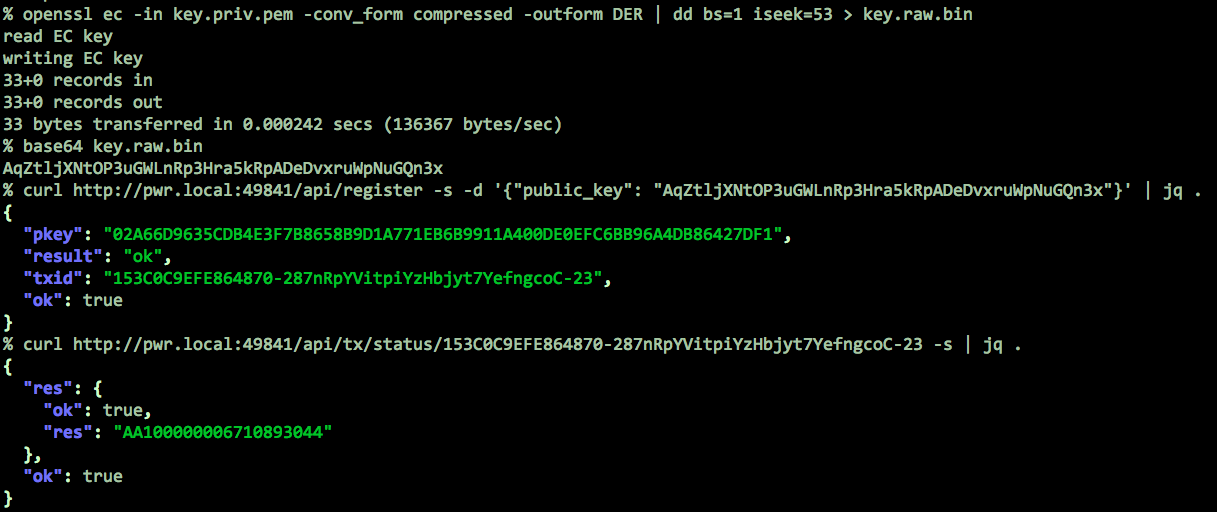 % openssl ec -in key.priv.pem -conv_form compressed -outform DER | dd bs=1 iseek=53 > key.raw.bin
read EC key
writing EC key
33+0 records in
33+0 records out
33 bytes transferred in 0.000242 secs (136367 bytes/sec)
% base64 key.raw.bin
AqZtljXNtOP3uGWLnRp3Hra5kRpADeDvxruWpNuGQn3x
% curl http://pwr.local:49841/api/register -s -d '{"public_key": "AqZtljXNtOP3uGWLnRp3Hra5kRpADeDvxruWpNuGQn3x"}' | jq .
{
  "pkey": "02A66D9635CDB4E3F7B8658B9D1A771EB6B9911A400DE0EFC6BB96A4DB86427DF1",
  "result": "ok",
  "txid": "153C0C9EFE864870-287nRpYVitpiYzHbjyt7YefngcoC-23",
  "ok": true
}
% curl http://pwr.local:49841/api/tx/status/153C0C9EFE864870-287nRpYVitpiYzHbjyt7YefngcoC-23 -s | jq .
{
  "res": {
    "ok": true,
    "res": "AA100000006710893044"
  },
  "ok": true
}